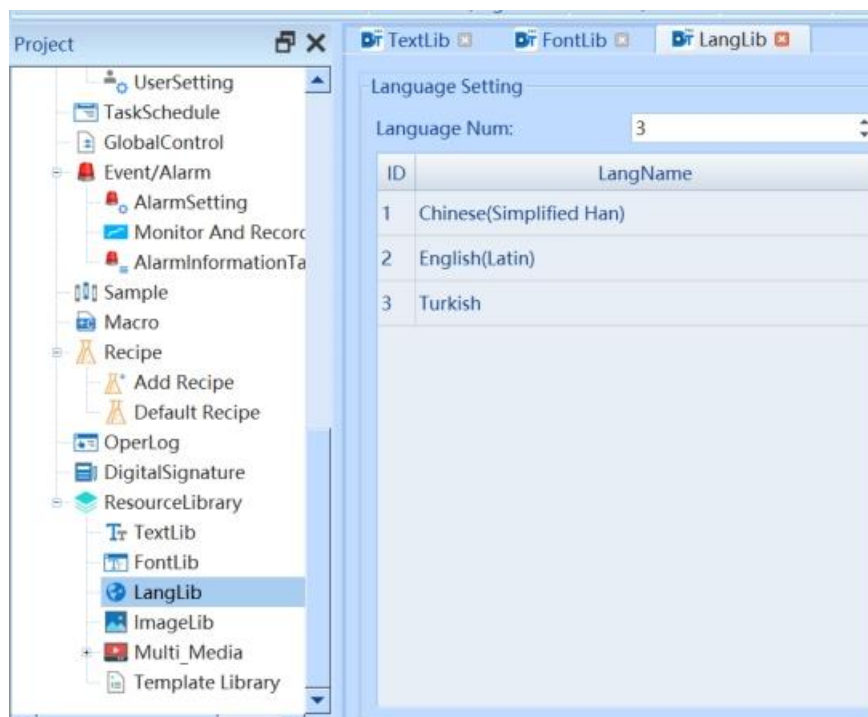 Project
UserSetting
TaskSchedule
GlobalControl
Event/Alarm
AlarmSetting
Monitor And Recor
AlarmInformationTa
Sample
Macro
Recipe
Add Recipe
Default Recipe
OperLog
DigitalSignature
ResourceLibrary
TextLib
FontLib
LangLib
ImageLib
Multi_Media
Template Library
TextLib FontLib LangLib
Language Setting
Language Num: 3
ID LangName
1 Chinese(Simplified Han)
2 English(Latin)
3 Turkish